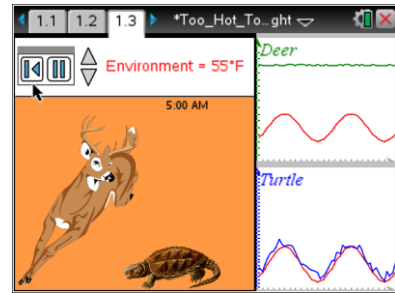 1.1 1.2 1.3 *Too_Hot_To...ght
Environment = 55°F
5:00 AM
Deer
Turtle